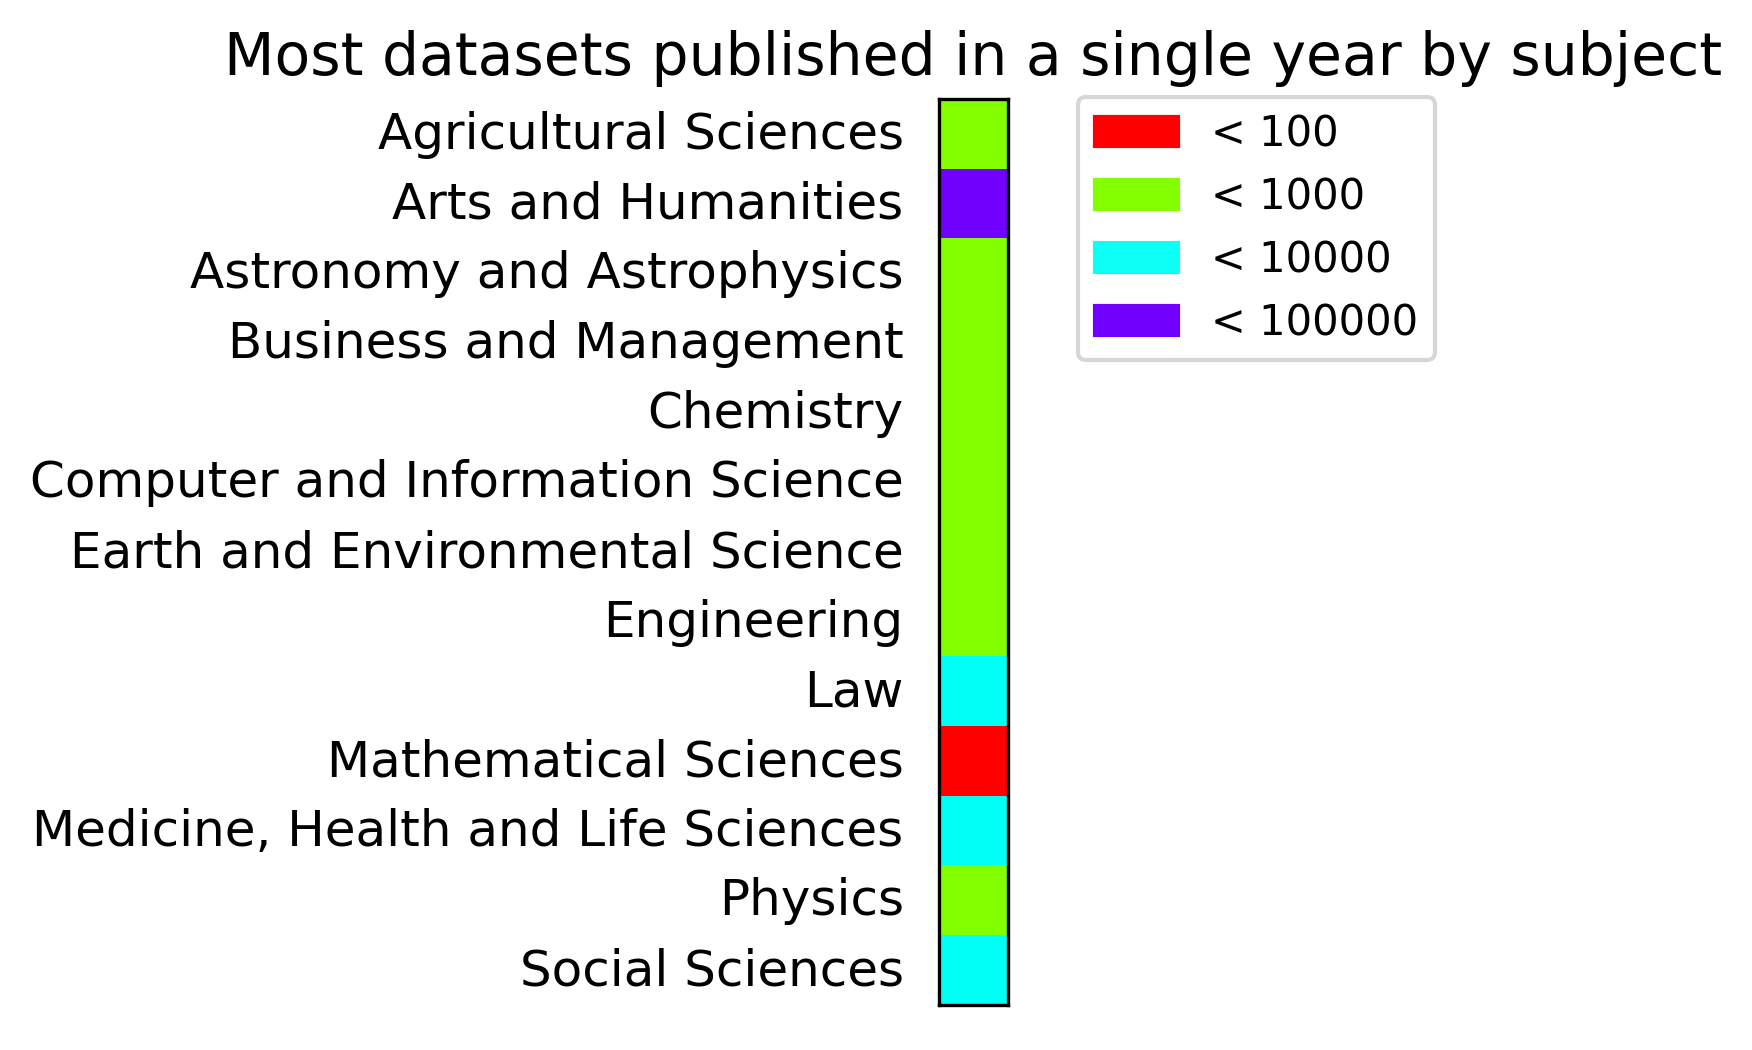 Most datasets published in a single year by subject
Agricultural Sciences
Arts and Humanities
Astronomy and Astrophysics
Business and Management
Chemistry
Computer and Information Science
Earth and Environmental Science
Engineering
Law
Mathematical Sciences
Medicine, Health and Life Sciences
Physics
Social Sciences
< 100
< 1000
< 10000
< 100000